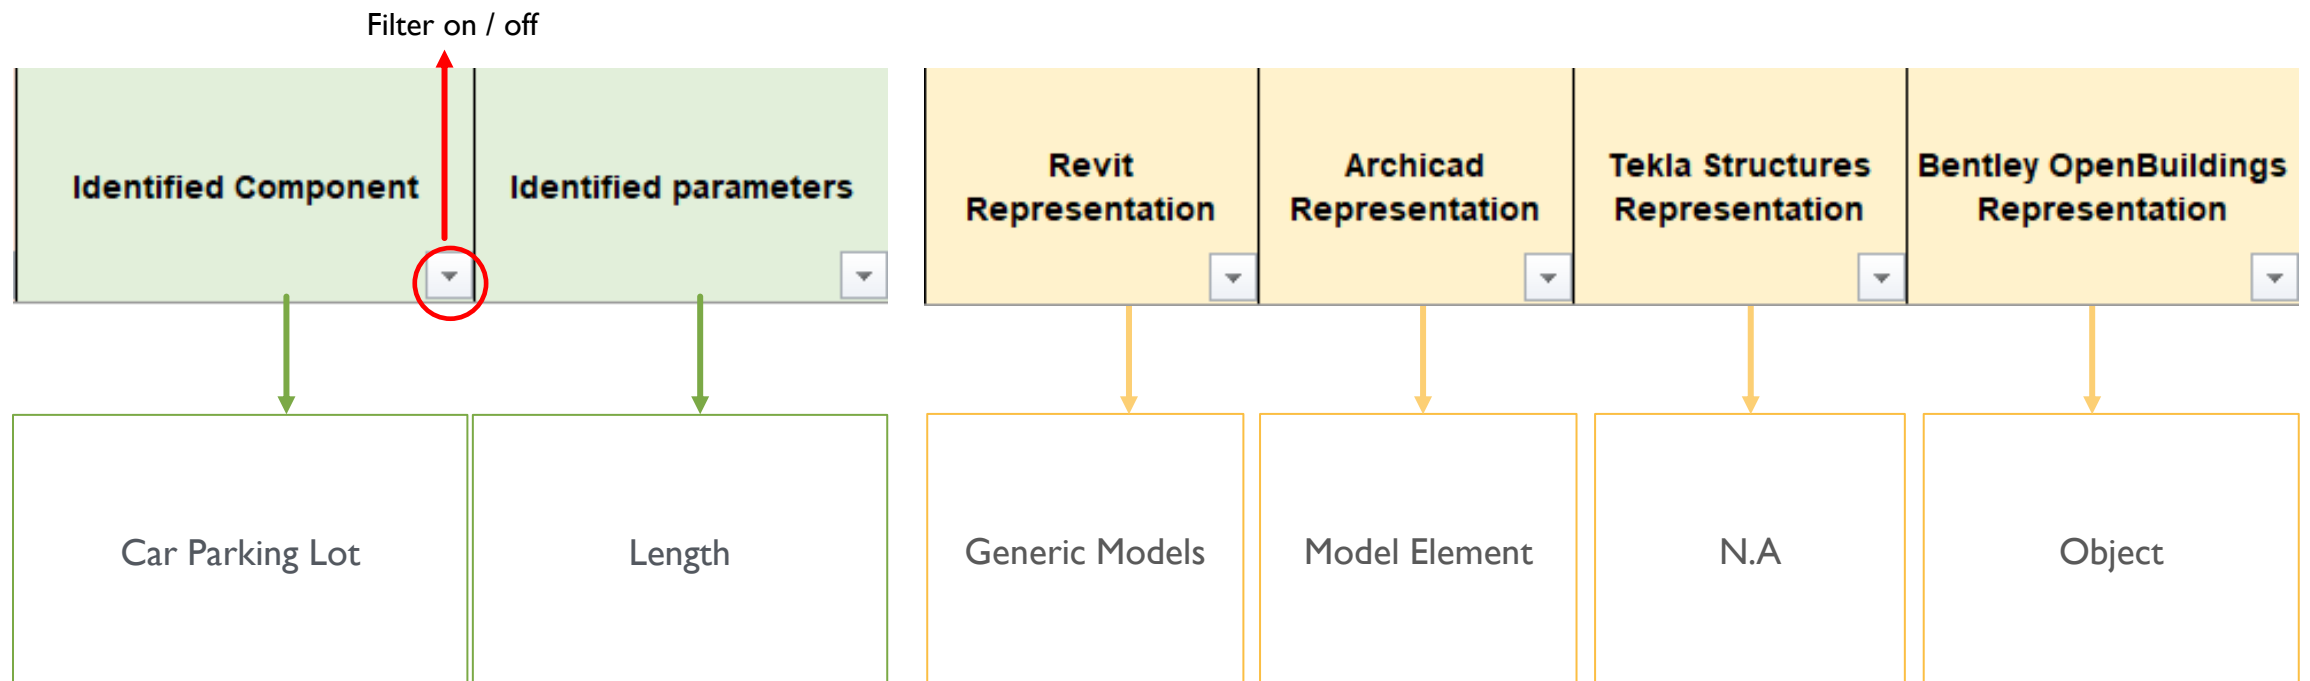 Filter on / off
Identified Component
Identified parameters
Revit
Representation
Archicad
Representation
Tekla Structures
Representation
Bentley OpenBuildings
Representation
Car Parking Lot
Length
Generic Models
Model Element
N.A
Object